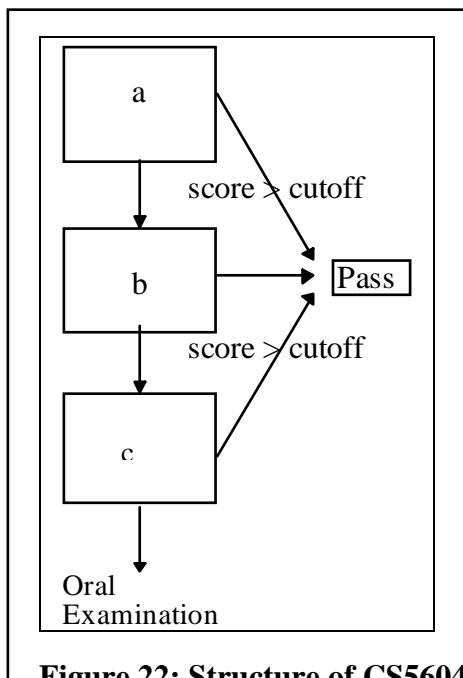 a
score > cutoff
b
Pass
score > cutoff
c
Oral
Examination
Figure 22: Structure of CS5604